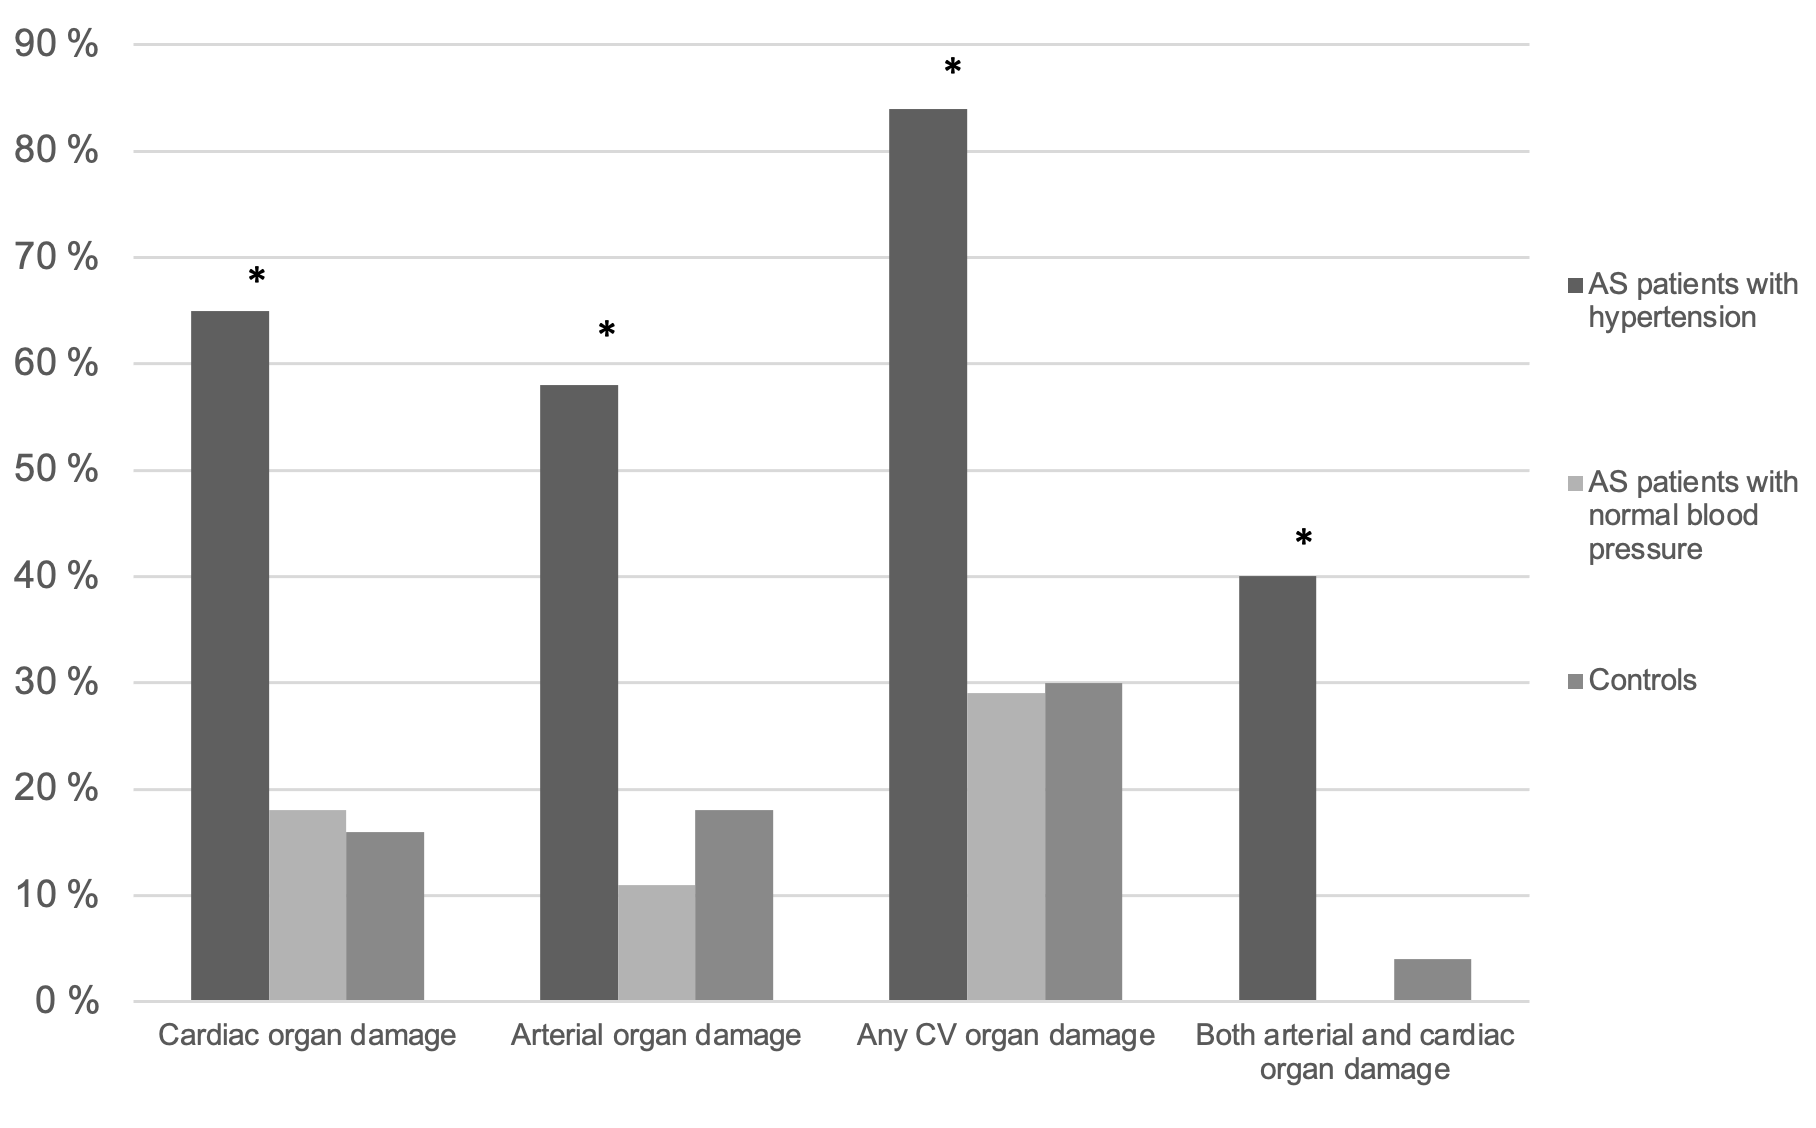 90 %
80 %
70 %
60 %
50 %
40 %
30 %
20 %
10 %
0 %
*
*
*
*
Cardiac organ damage
Arterial organ damage
Any CV organ damage
Both arterial and cardiac
organ damage
AS patients with
hypertension
AS patients with
normal blood
pressure
Controls